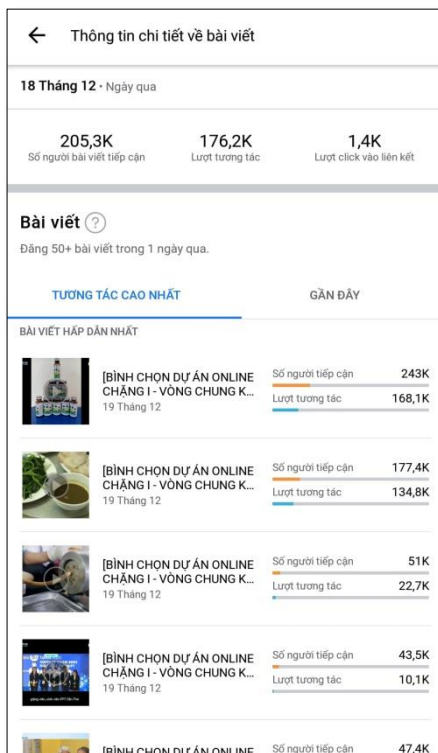 Thông tin chi tiết về bài viết
18 Tháng 12 • Ngày qua
205,3K 176,2K 1,4K
Số người bài viết tiếp cận Lượt tương tác Lượt click vào liên kết
Bài viết ?
Đăng 50+ bài viết trong 1 ngày qua.
TƯƠNG TÁC CAO NHẤT GẦN ĐÂY
BÀI VIẾT HẤP DẪN NHẤT
[BÌNH CHỌN DỰ ÁN ONLINE
CHẶNG I - VÒNG CHUNG K...
19 Tháng 12
Số người tiếp cận 243K
Lượt tương tác 168,1K
[BÌNH CHỌN DỰ ÁN ONLINE
CHẶNG I - VÒNG CHUNG K...
19 Tháng 12
Số người tiếp cận 177,4K
Lượt tương tác 134,8K
[BÌNH CHỌN DỰ ÁN ONLINE
CHẶNG I - VÒNG CHUNG K...
19 Tháng 12
Số người tiếp cận 51K
Lượt tương tác 22,7K
[BÌNH CHỌN DỰ ÁN ONLINE
CHẶNG I - VÒNG CHUNG K...
19 Tháng 12
Số người tiếp cận 43,5K
Lượt tương tác 10,1K
[BÌNH CHỌN DỰ ÁN ONLINE
Số người tiếp cận 47,4K